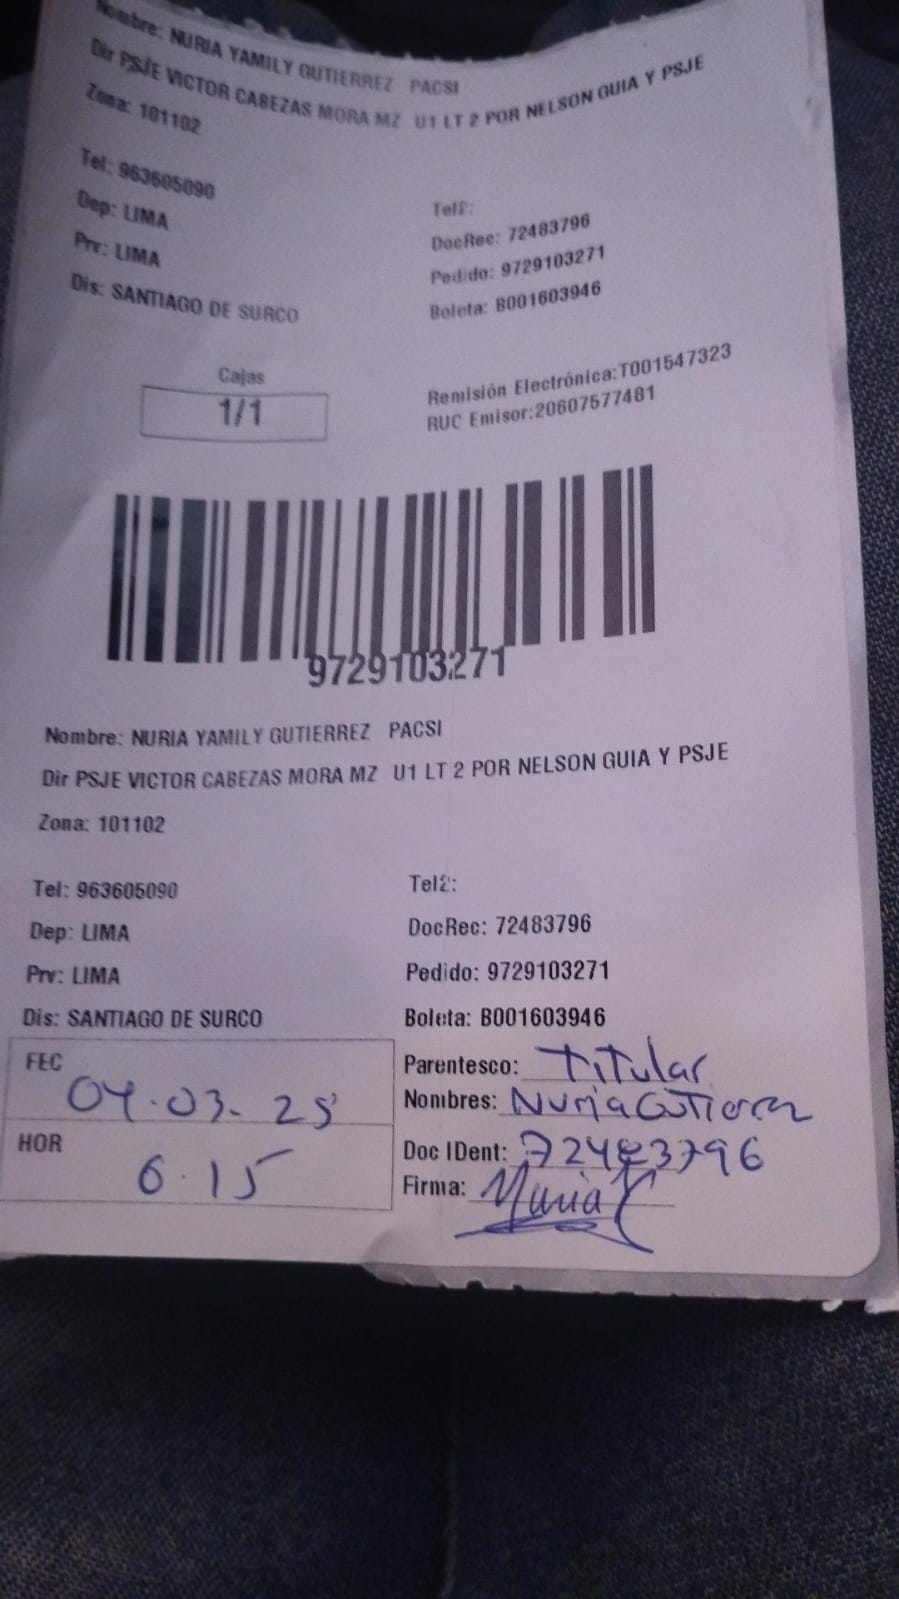 Nombre: NURIA YAMILY GUTIERREZ PACSI
Dir PSJE VICTOR CABEZAS MORA MZ U1 LT 2 POR NELSON GUIA Y PSJE
Zona: 101102
Tel: 963605090
Tel2:
Dep: LIMA
DocRec: 72483796
Prv: LIMA
Pedido: 9729103271
Dis: SANTIAGO DE SURCO
Boleta: B001603946
Cajas
1/1
Remisión Electrónica:T001547323
RUC Emisor:20607577481
9729103271
Nombre: NURIA YAMILY GUTIERREZ PACSI
Dir PSJE VICTOR CABEZAS MORA MZ U1 LT 2 POR NELSON GUIA Y PSJE
Zona: 101102
Tel: 963605090
Tel2:
Dep: LIMA
DocRec: 72483796
Prv: LIMA
Pedido: 9729103271
Dis: SANTIAGO DE SURCO
Boleta: B001603946
FEC
04.03-25
Parentesco: Titular
Nombres: Nuria Gutierrez
HOR
6.15
Doc IDent: 72483796
Firma: